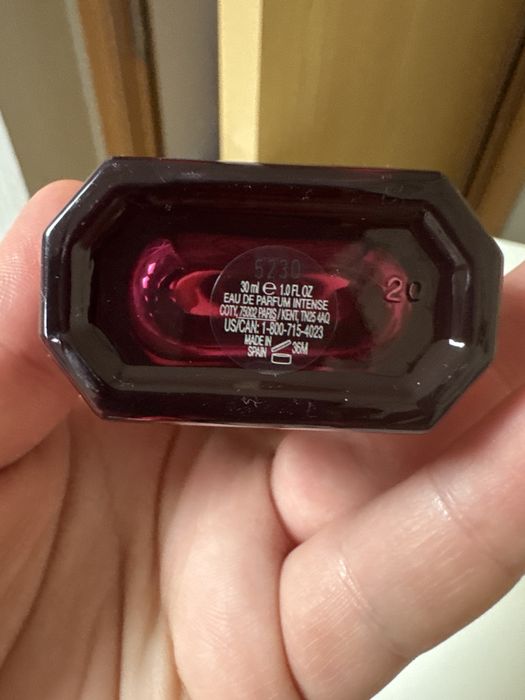 5230
30 ml e 1.0 FL OZ
EAU DE PARFUM INTENSE
COTY, 75002 PARIS / KENT, TN25 4AQ
US/CAN: 1-800-715-4023
MADE IN
SPAIN 36M
20